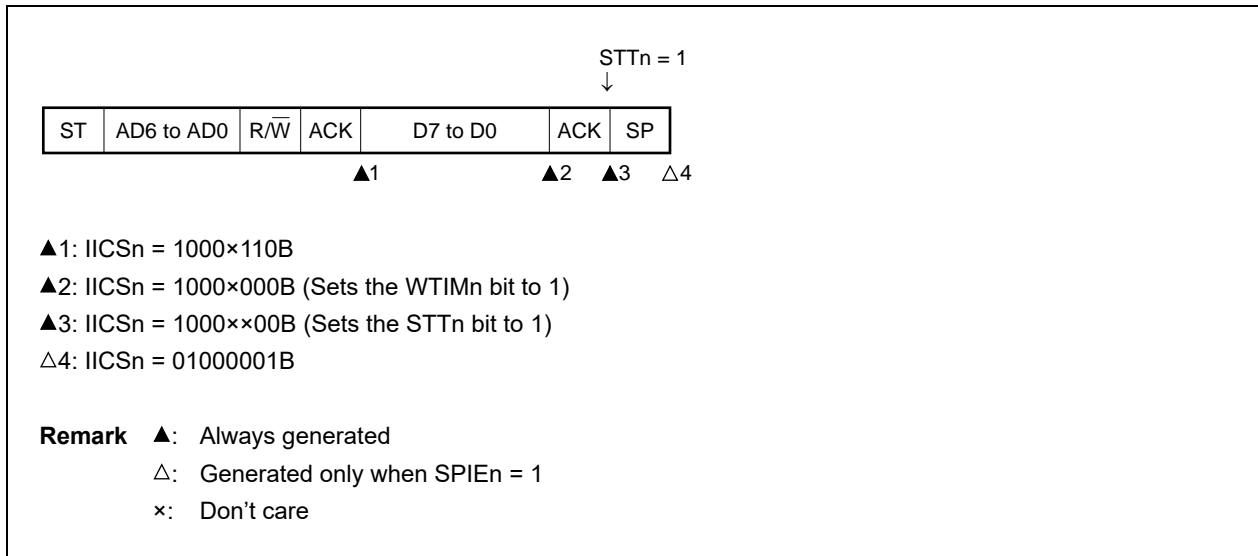 STTn = 1
↓
ST AD6 to AD0 R/W̅ ACK D7 to D0 ACK SP
▲1 ▲2 ▲3 △4
▲1: IICSn = 1000×110B
▲2: IICSn = 1000×000B (Sets the WTIMn bit to 1)
▲3: IICSn = 1000××00B (Sets the STTn bit to 1)
△4: IICSn = 01000001B
Remark ▲: Always generated
△: Generated only when SPIEn = 1
×: Don’t care